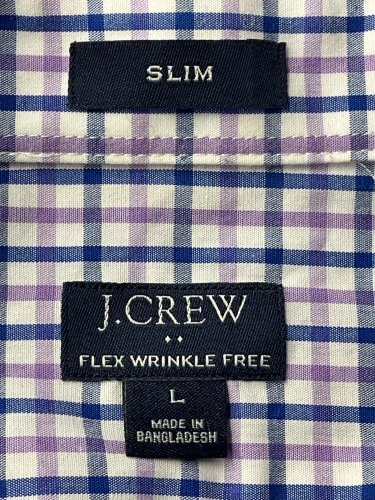 SLIM
J.CREW
FLEX WRINKLE FREE
L
MADE IN
BANGLADESH